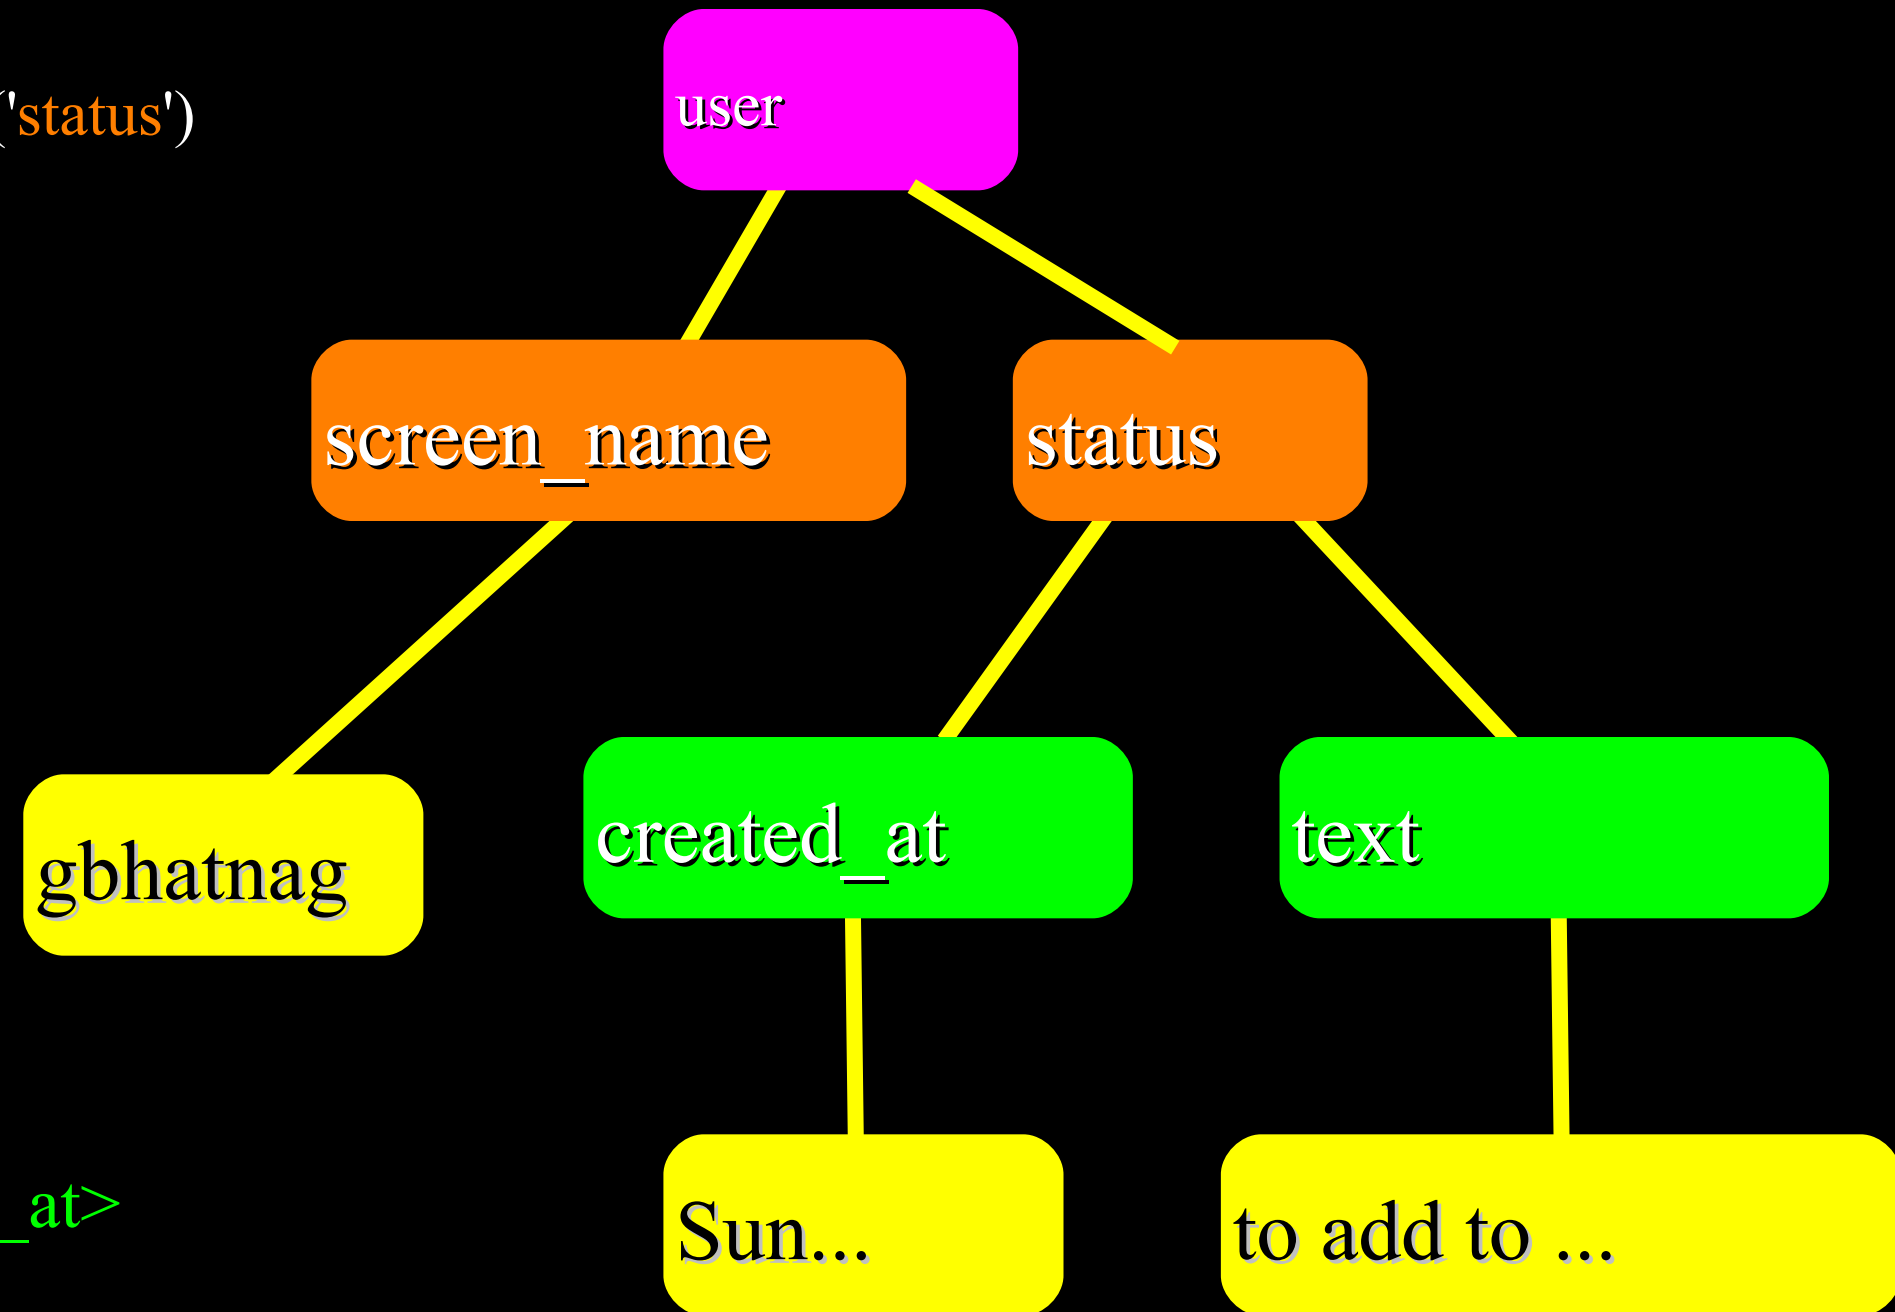 user
('status')
screen_name
status
created_at
text
gbhatnag
_at>
Sun...
to add to ...